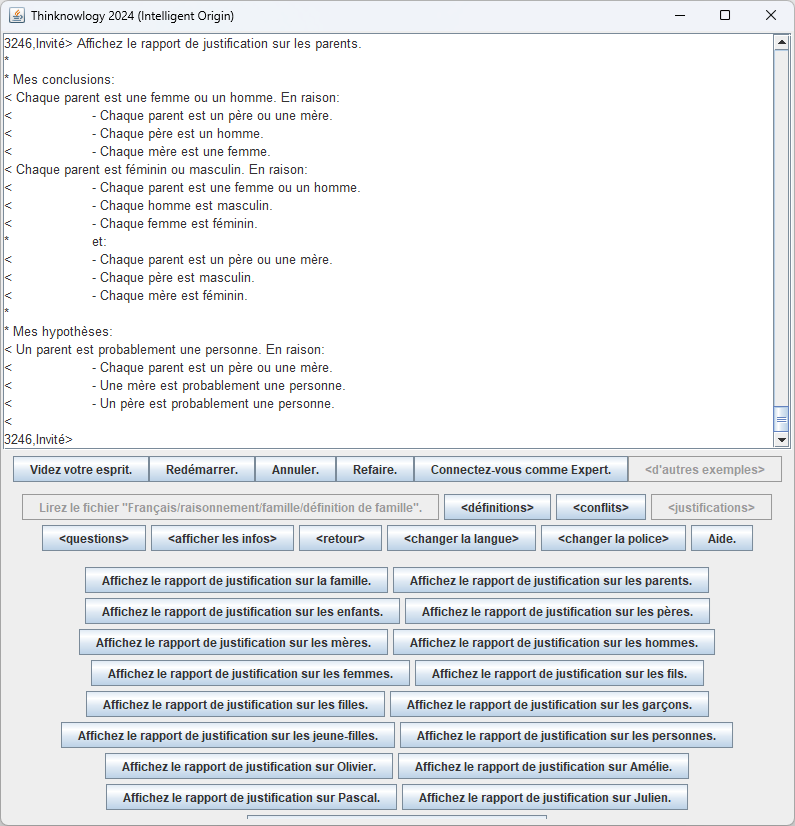 Thinknowlogy 2024 (Intelligent Origin)
3246,Invité> Affichez le rapport de justification sur les parents.
*
* Mes conclusions:
< Chaque parent est une femme ou un homme. En raison:
< - Chaque parent est un père ou une mère.
< - Chaque père est un homme.
< - Chaque mère est une femme.
< Chaque parent est féminin ou masculin. En raison:
< - Chaque parent est une femme ou un homme.
< - Chaque homme est masculin.
< - Chaque femme est féminin.
* et:
< - Chaque parent est un père ou une mère.
< - Chaque père est masculin.
< - Chaque mère est féminin.
*
* Mes hypothèses:
< Un parent est probablement une personne. En raison:
< - Chaque parent est un père ou une mère.
< - Une mère est probablement une personne.
< - Un père est probablement une personne.
<
3246,Invité>
Videz votre esprit. Redémarrer. Annuler. Refaire. Connectez-vous comme Expert. <d'autres exemples>
Lirez le fichier "Français/raisonnement/famille/définition de famille". <définitions> <conflits> <justifications>
<questions> <afficher les infos> <retour> <changer la langue> <changer la police> Aide.
Affichez le rapport de justification sur la famille. Affichez le rapport de justification sur les parents.
Affichez le rapport de justification sur les enfants. Affichez le rapport de justification sur les pères.
Affichez le rapport de justification sur les mères. Affichez le rapport de justification sur les hommes.
Affichez le rapport de justification sur les femmes. Affichez le rapport de justification sur les fils.
Affichez le rapport de justification sur les filles. Affichez le rapport de justification sur les garçons.
Affichez le rapport de justification sur les jeune-filles. Affichez le rapport de justification sur les personnes.
Affichez le rapport de justification sur Olivier. Affichez le rapport de justification sur Amélie.
Affichez le rapport de justification sur Pascal. Affichez le rapport de justification sur Julien.